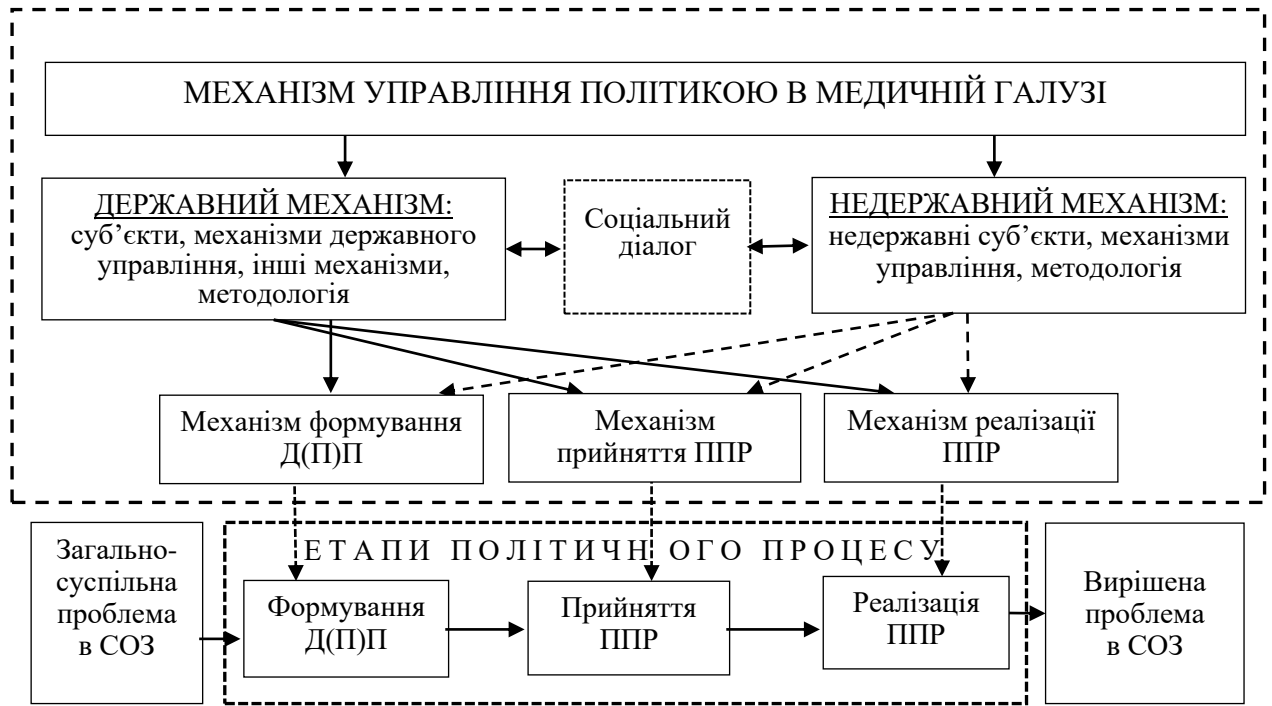 МЕХАНІЗМ УПРАВЛІННЯ ПОЛІТИКОЮ В МЕДИЧНІЙ ГАЛУЗІ
ДЕРЖАВНИЙ МЕХАНІЗМ:
суб’єкти, механізми державного
управління, інші механізми,
методологія
Соціальний
діалог
НЕДЕРЖАВНИЙ МЕХАНІЗМ:
недержавні суб’єкти, механізми
управління, методологія
Механізм формування
Д(П)П
Механізм
прийняття ППР
Механізм реалізації
ППР
Загально-
суспільна
проблема
в СОЗ
ЕТАПИ ПОЛІТИЧНОГО ПРОЦЕСУ
Формування
Д(П)П
Прийняття
ППР
Реалізація
ППР
Вирішена
проблема
в СОЗ